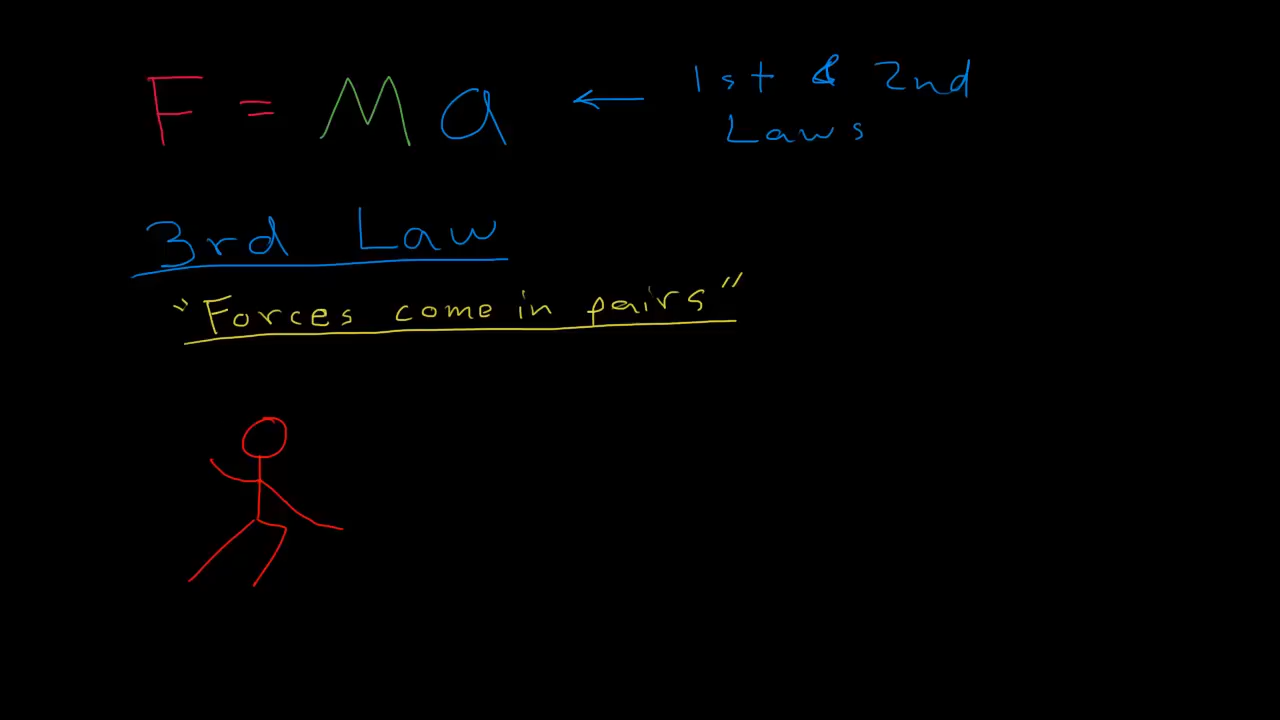 F = Ma ← 1st & 2nd
Laws
3rd Law
"Forces come in pairs"